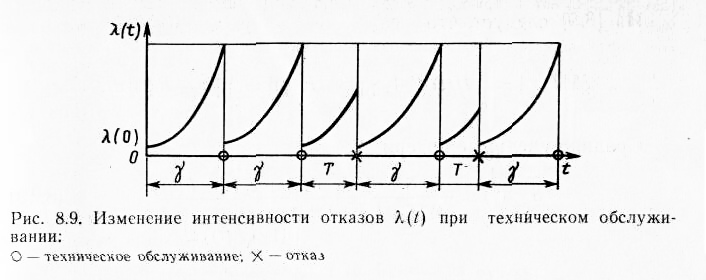 λ(t)
λ(0)
0
γ γ T γ T γ t
Рис. 8.9. Изменение интенсивности отказов λ(t) при техническом обслужи-
вании:
О — техническое обслуживание; X — отказ